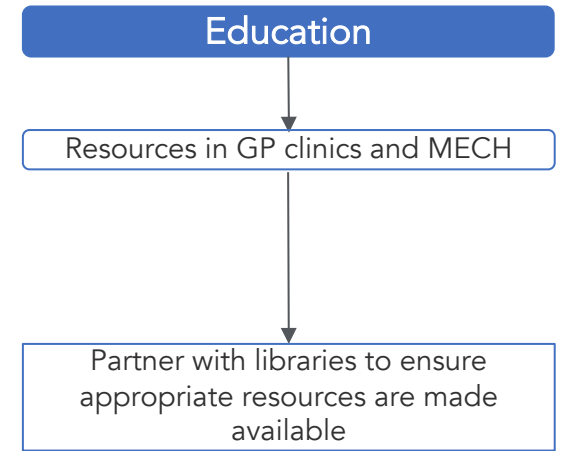 Education
Resources in GP clinics and MECH
Partner with libraries to ensure
appropriate resources are made
available